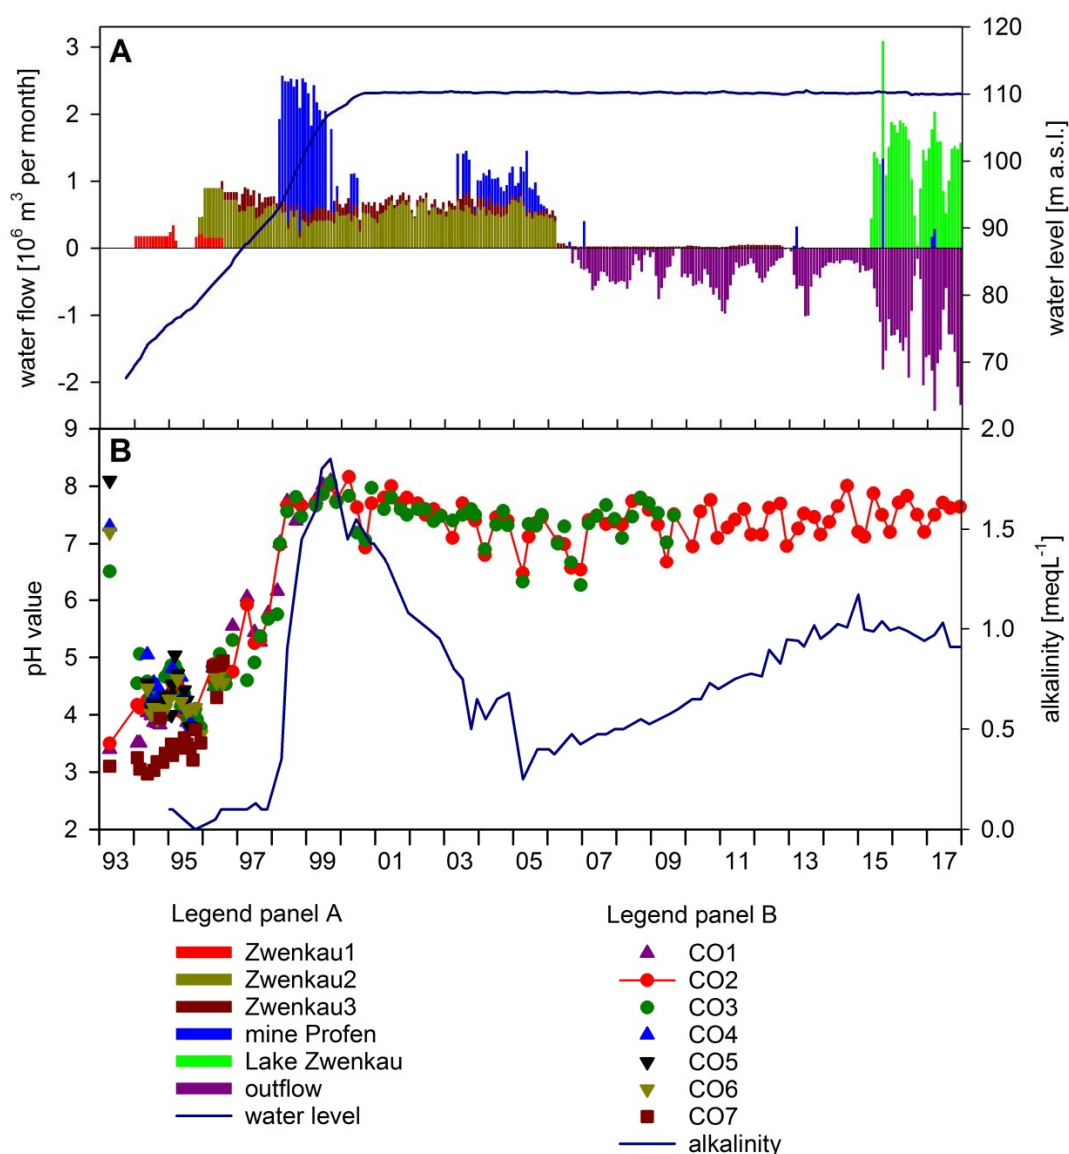 A
water flow [10⁶ m³ per month]
3
2
1
0
-1
-2
120
110
100
90
80
70
water level [m a.s.l.]
B
pH value
9
8
7
6
5
4
3
2
2.0
1.5
1.0
0.5
0.0
alkalinity [meqL⁻¹]
93 95 97 99 01 03 05 07 09 11 13 15 17
Legend panel A
Zwenkau1
Zwenkau2
Zwenkau3
mine Profen
Lake Zwenkau
outflow
water level
Legend panel B
CO1
CO2
CO3
CO4
CO5
CO6
CO7
alkalinity